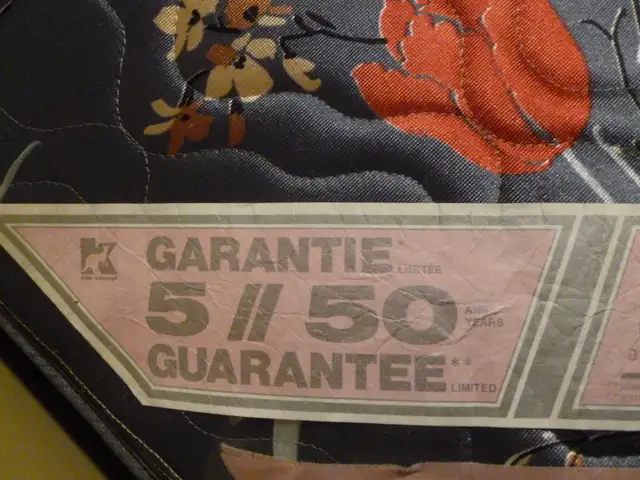 GARANTIE* LIMITÉE
5 // 50 ANS YEARS
GUARANTEE** LIMITED